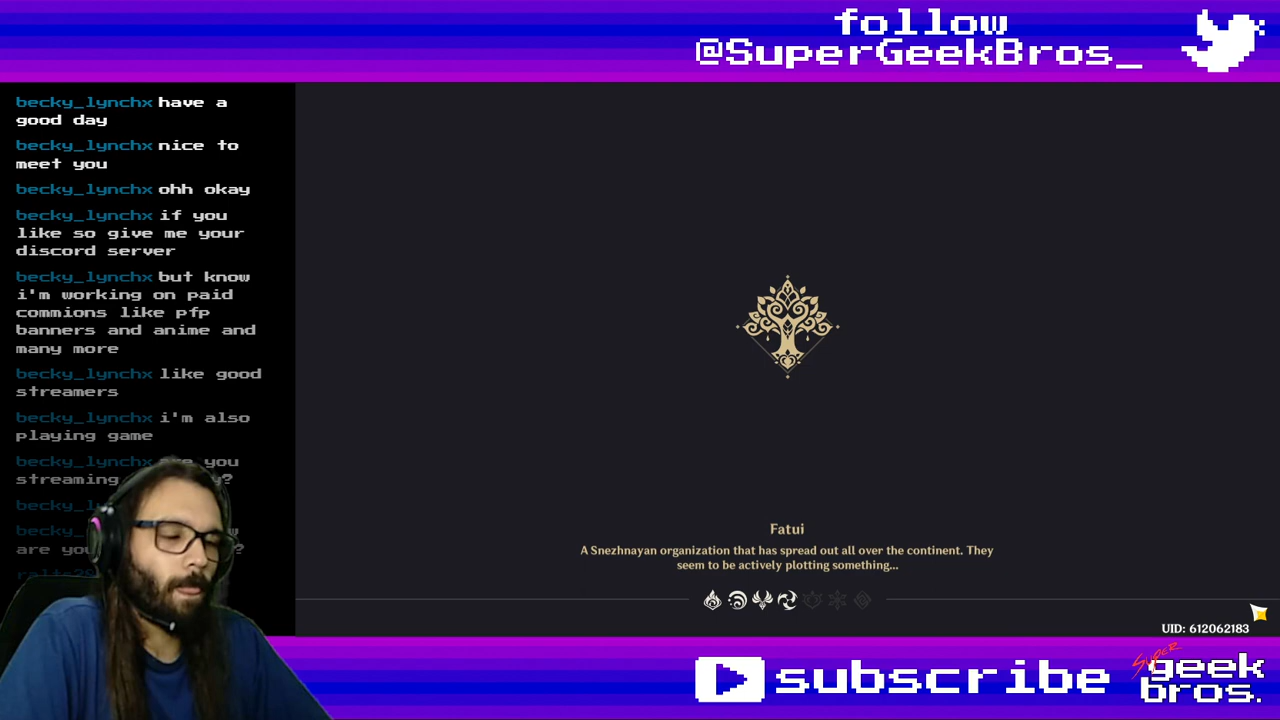 follow
@SuperGeekBros_
becky_lynchx have a
good day
becky_lynchx nice to
meet you
becky_lynchx ohh okay
becky_lynchx if you
like so give me your
discord server
becky_lynchx but know
i'm working on paid
commions like pfp
banners and anime and
many more
becky_lynchx like good
streamers
becky_lynchx i'm also
playing game
becky_lynchx you
streaming
are you
Fatui
A Snezhnayan organization that has spread out all over the continent. They
seem to be actively plotting something...
UID: 612062183
subscribe
SUPER
geek
bros.